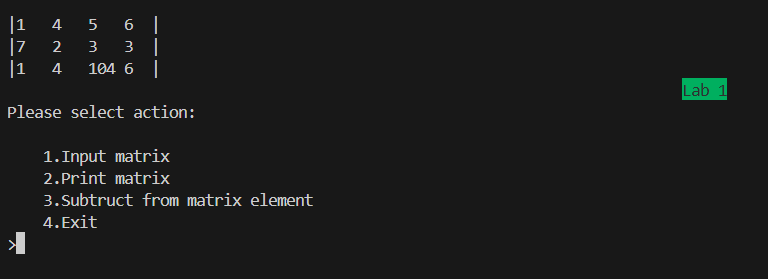 |1 4 5 6 |
|7 2 3 3 |
|1 4 104 6 |
Lab 1
Please select action:
1.Input matrix
2.Print matrix
3.Subtruct from matrix element
4.Exit
>